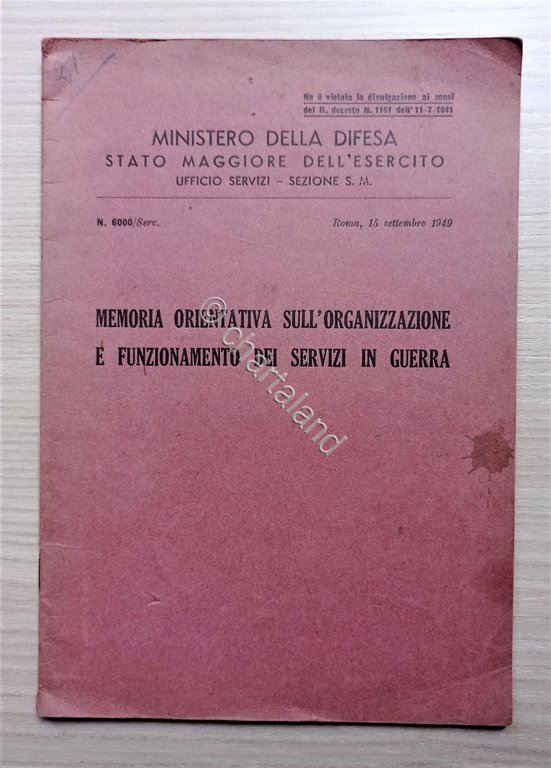 Ne è vietata la divulgazione ai sensi
del R. decreto N. 1161 dell'11-7-1941
MINISTERO DELLA DIFESA
STATO MAGGIORE DELL'ESERCITO
UFFICIO SERVIZI - SEZIONE S. M.
N. 6000/Serv.
Roma, 15 settembre 1949
MEMORIA ORIENTATIVA SULL'ORGANIZZAZIONE
E FUNZIONAMENTO DEI SERVIZI IN GUERRA
©chartaland